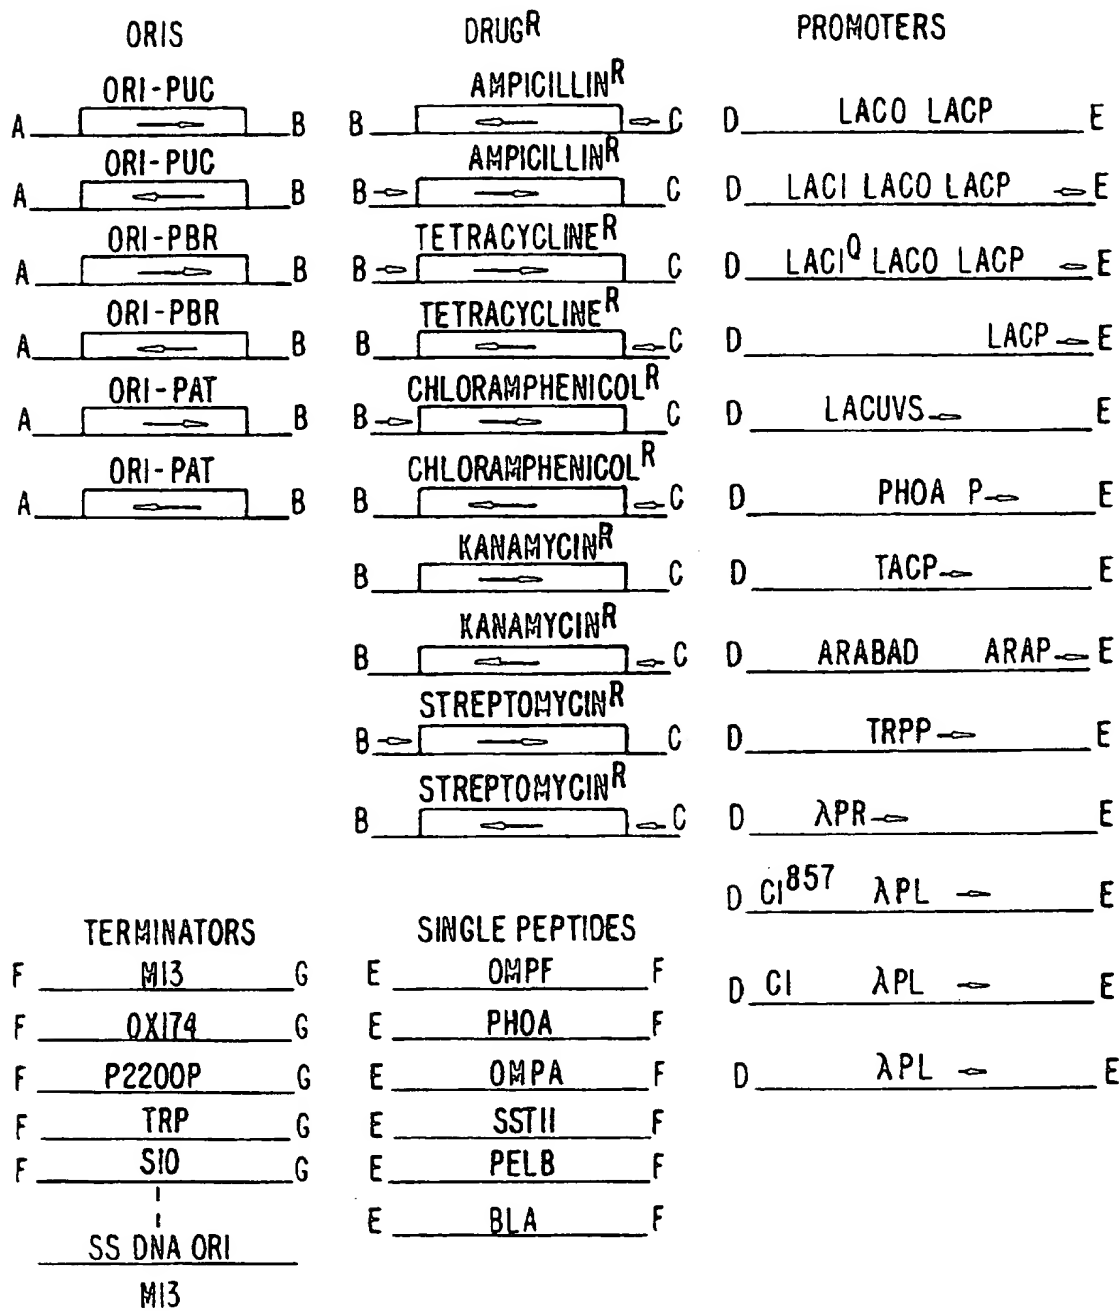 ORIS
ORI-PUC
A B
ORI-PUC
A B
ORI-PBR
A B
ORI-PBR
A B
ORI-PAT
A B
ORI-PAT
A B
DRUGR
AMPICILLINR
B C
AMPICILLINR
B C
TETRACYCLINER
B C
TETRACYCLINER
B C
CHLORAMPHENICOLR
B C
CHLORAMPHENICOLR
B C
KANAMYCINR
B C
KANAMYCINR
B C
STREPTOMYCINR
B C
STREPTOMYCINR
B C
PROMOTERS
D LACO LACP E
D LACI LACO LACP E
D LACIQ LACO LACP E
D LACP E
D LACUVS E
D PHOA P E
D TACP E
D ARABAD ARAP E
D TRPP E
D λPR E
D CI857 λPL E
D CI λPL E
D λPL E
TERMINATORS
F M13 G
F OX174 G
F P2200P G
F TRP G
F S10 G
SS DNA ORI
M13
SINGLE PEPTIDES
E OMPF F
E PHOA F
E OMPA F
E SSTII F
E PELB F
E BLA F